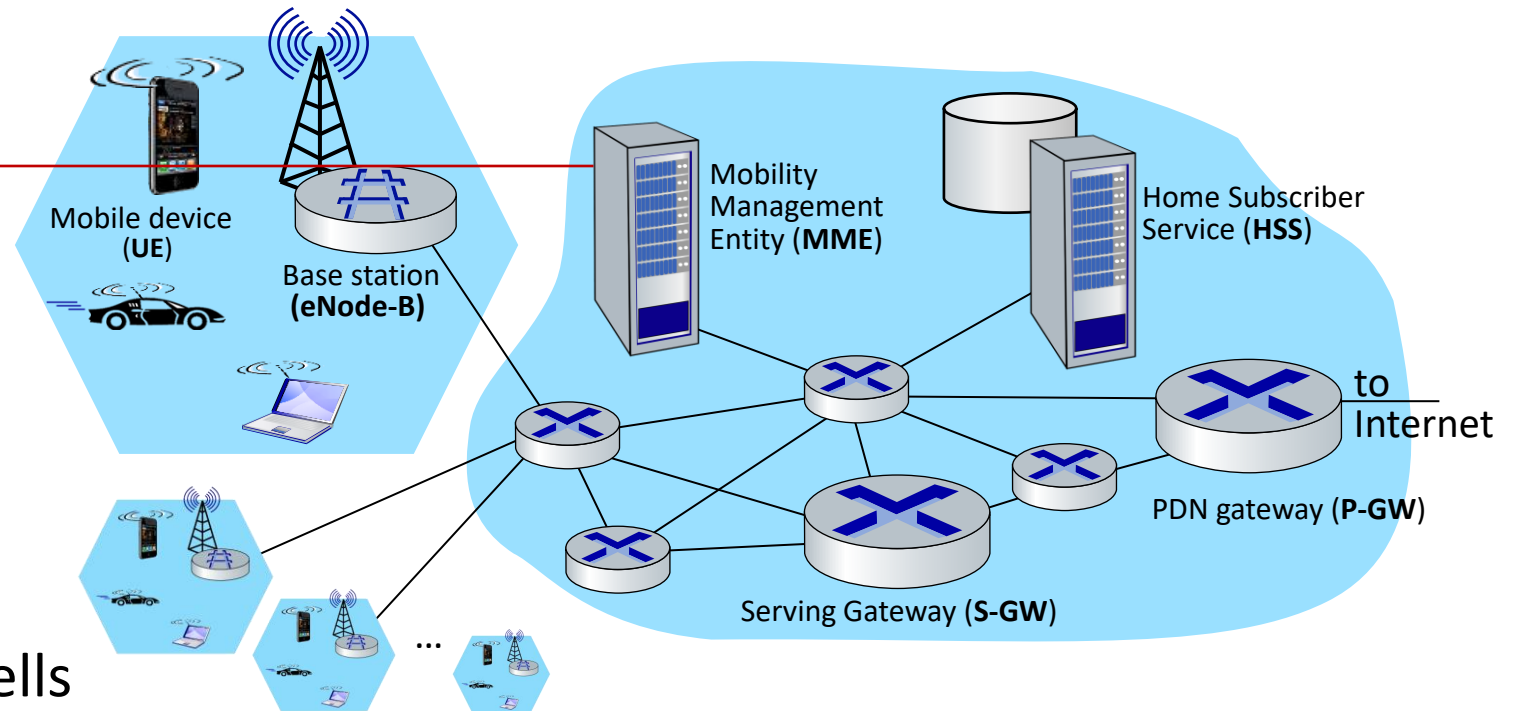 Mobile device
(UE)
Base station
(eNode-B)
Mobility
Management
Entity (MME)
Home Subscriber
Service (HSS)
to
Internet
PDN gateway (P-GW)
Serving Gateway (S-GW)
...
ells